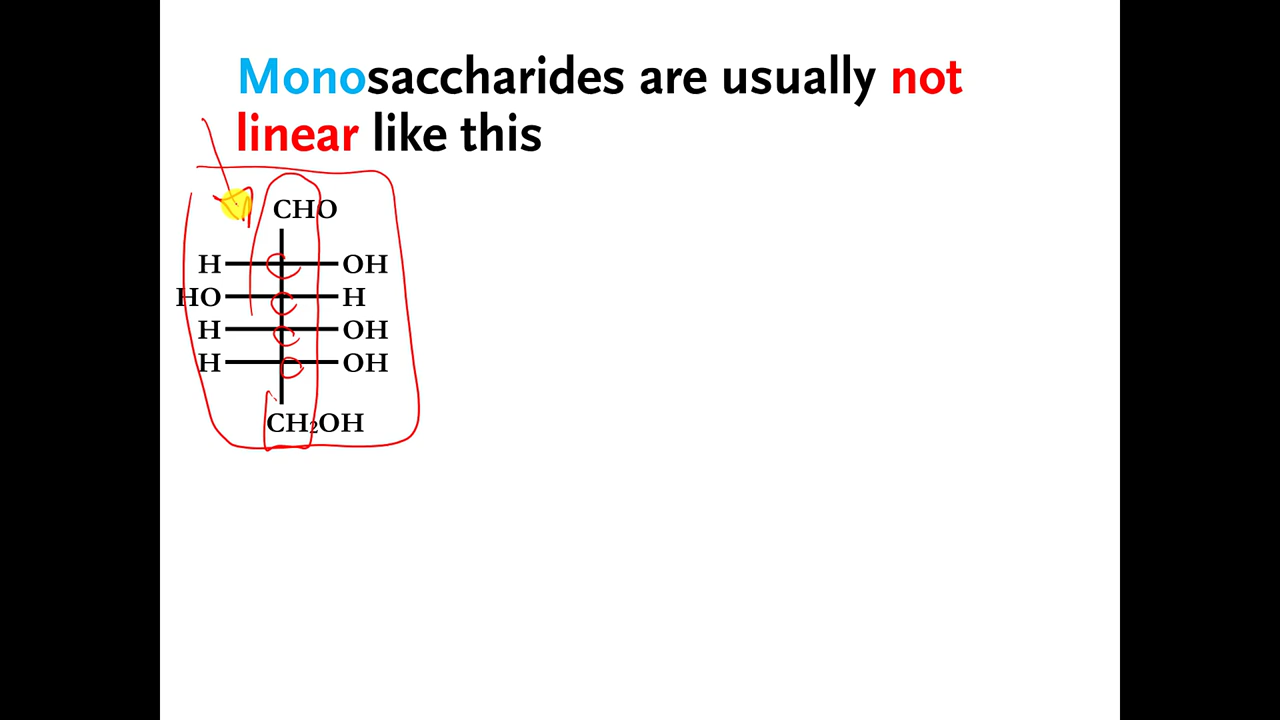 Monosaccharides are usually not
linear like this
CHO
H OH
HO H
H OH
H OH
CH₂OH